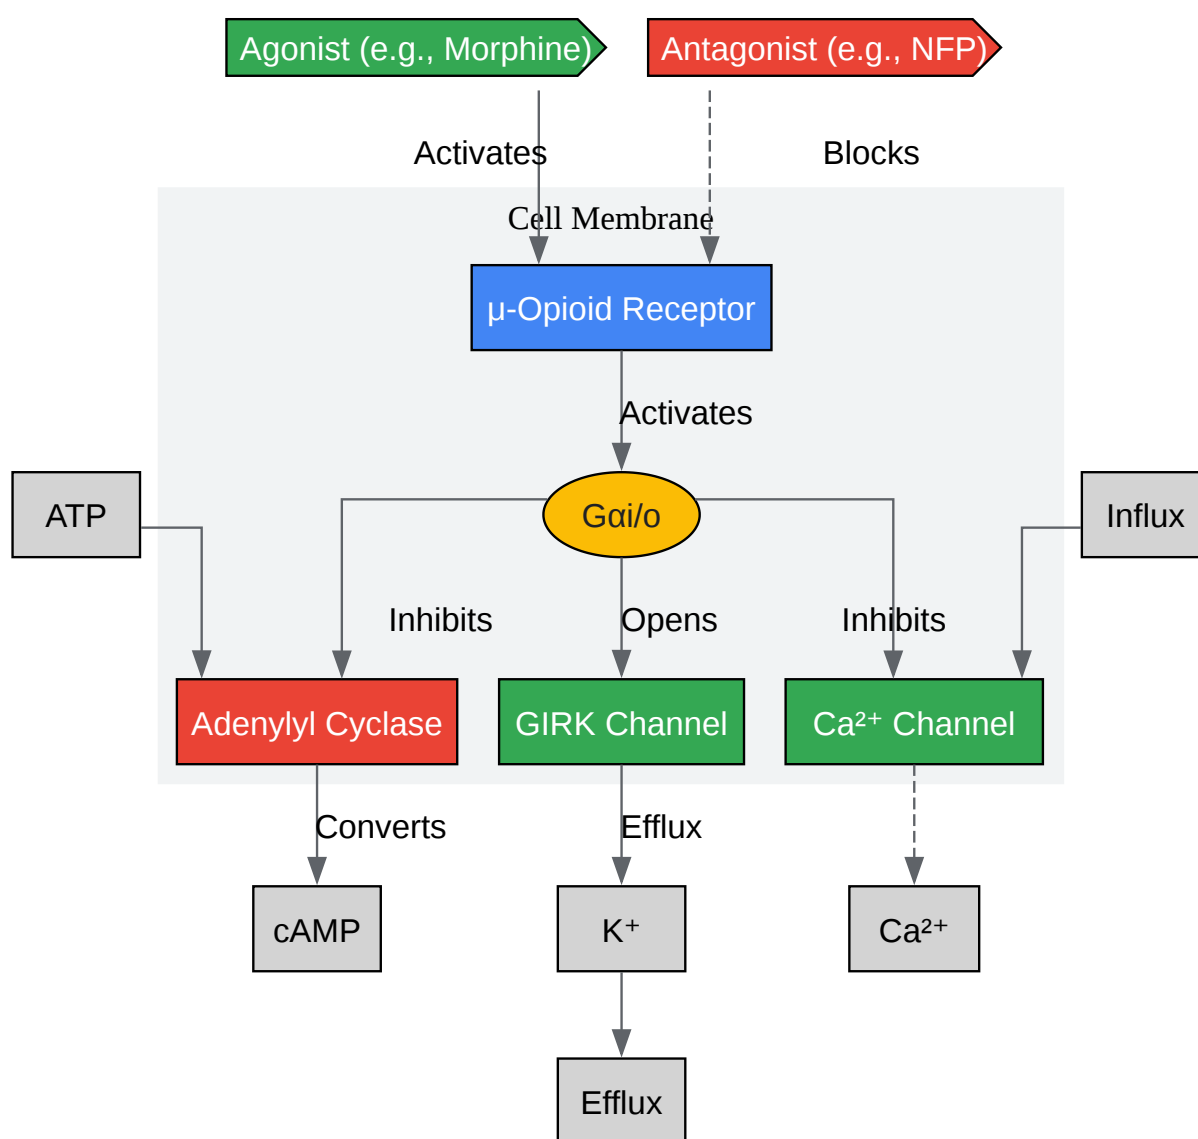 Agonist (e.g., Morphine)
Antagonist (e.g., NFP)
Activates
Blocks
Cell Membrane
μ-Opioid Receptor
Activates
ATP
Gαi/o
Influx
Inhibits
Opens
Inhibits
Adenylyl Cyclase
GIRK Channel
Ca²⁺ Channel
Converts
Efflux
cAMP
K⁺
Ca²⁺
Efflux